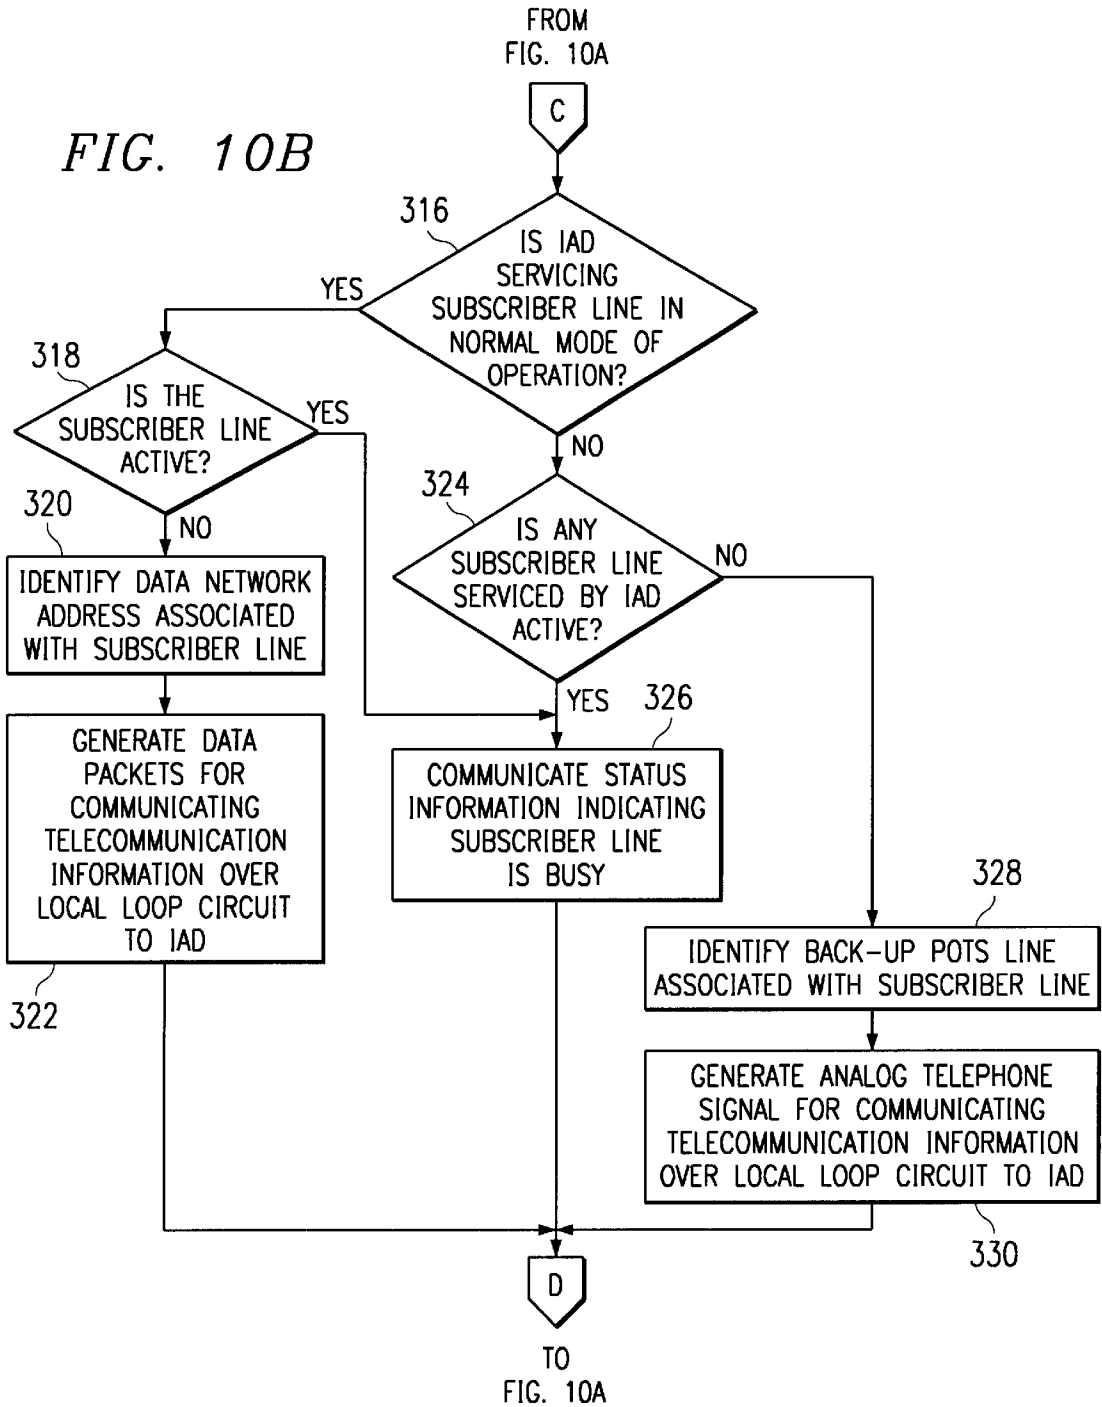 FROM
FIG. 10A
C
FIG. 10B
316
IS IAD
SERVICING
SUBSCRIBER LINE IN
NORMAL MODE OF
OPERATION?
YES
NO
318
IS THE
SUBSCRIBER LINE
ACTIVE?
YES
NO
320
IDENTIFY DATA NETWORK
ADDRESS ASSOCIATED
WITH SUBSCRIBER LINE
GENERATE DATA
PACKETS FOR
COMMUNICATING
TELECOMMUNICATION
INFORMATION OVER
LOCAL LOOP CIRCUIT
TO IAD
322
324
IS ANY
SUBSCRIBER LINE
SERVICED BY IAD
ACTIVE?
NO
YES
326
COMMUNICATE STATUS
INFORMATION INDICATING
SUBSCRIBER LINE
IS BUSY
328
IDENTIFY BACK-UP POTS LINE
ASSOCIATED WITH SUBSCRIBER LINE
GENERATE ANALOG TELEPHONE
SIGNAL FOR COMMUNICATING
TELECOMMUNICATION INFORMATION
OVER LOCAL LOOP CIRCUIT TO IAD
330
D
TO
FIG. 10A